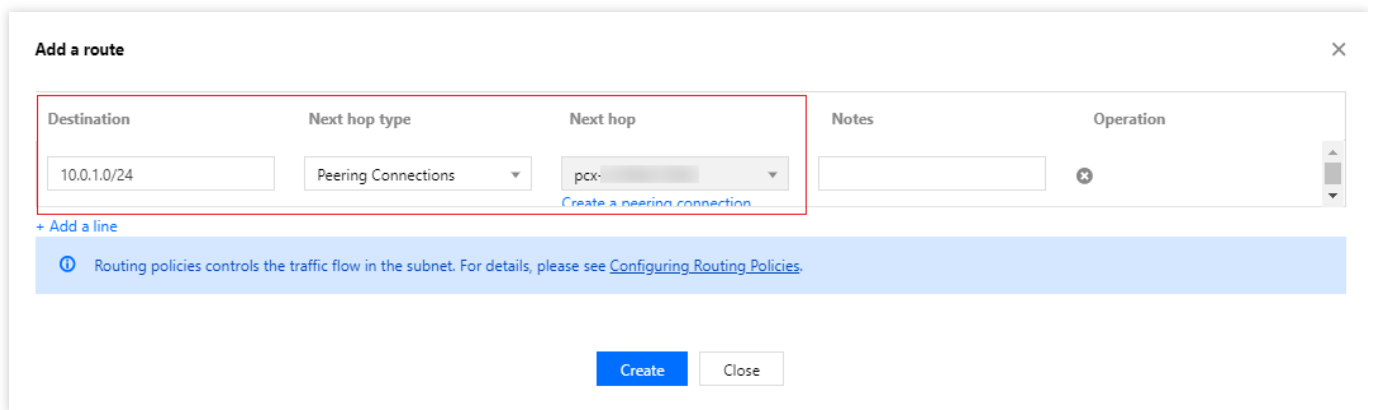 Add a route
Destination Next hop type Next hop Notes Operation
10.0.1.0/24 Peering Connections pcx-
Create a peering connection
+ Add a line
Routing policies controls the traffic flow in the subnet. For details, please see Configuring Routing Policies.
Create Close